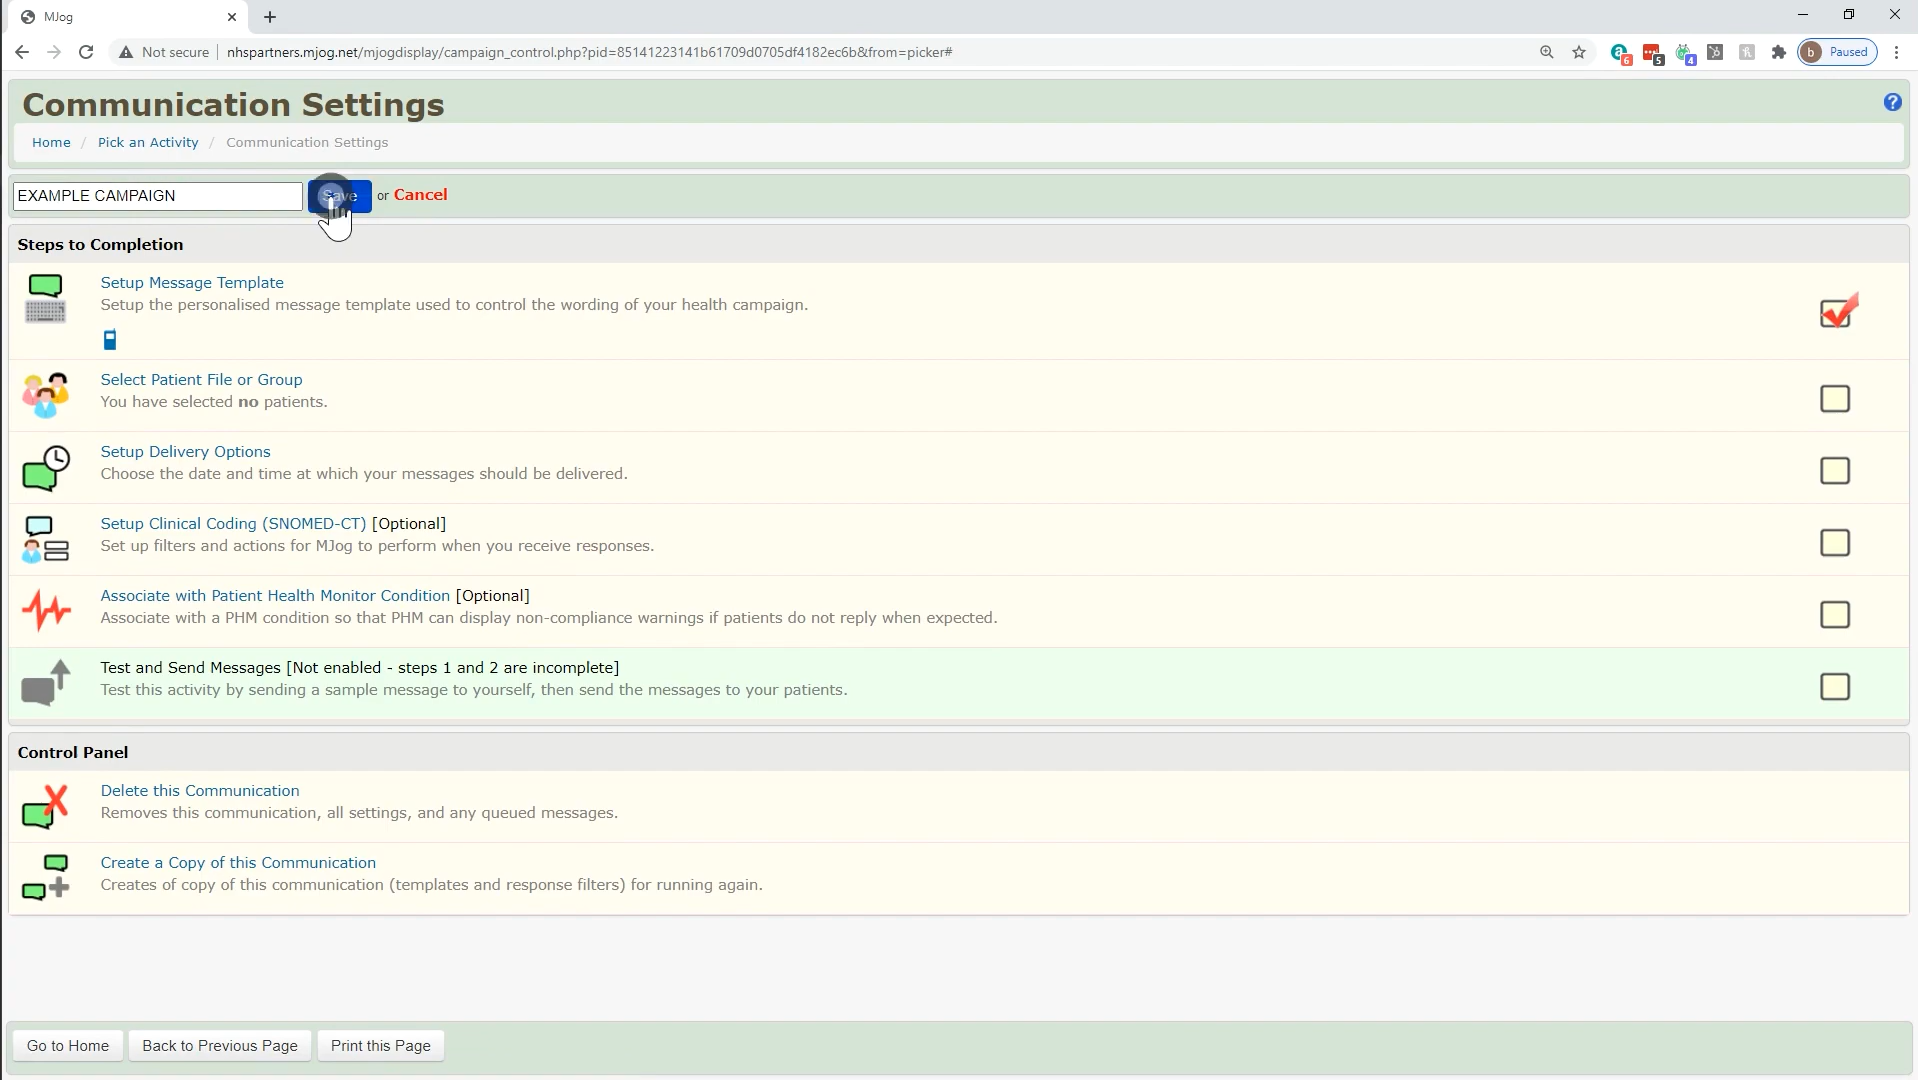 MJog
Not secure
nhspartners.mjog.net/mjogdisplay/campaign_control.php?pid=85141223141b61709d0705df4182ec6b&from=picker#
6
5
4
b Paused
Communication Settings
?
Home / Pick an Activity / Communication Settings
EXAMPLE CAMPAIGN Save or Cancel
Steps to Completion
Setup Message Template
Setup the personalised message template used to control the wording of your health campaign.
Select Patient File or Group
You have selected no patients.
Setup Delivery Options
Choose the date and time at which your messages should be delivered.
Setup Clinical Coding (SNOMED-CT) [Optional]
Set up filters and actions for MJog to perform when you receive responses.
Associate with Patient Health Monitor Condition [Optional]
Associate with a PHM condition so that PHM can display non-compliance warnings if patients do not reply when expected.
Test and Send Messages [Not enabled - steps 1 and 2 are incomplete]
Test this activity by sending a sample message to yourself, then send the messages to your patients.
Control Panel
Delete this Communication
Removes this communication, all settings, and any queued messages.
Create a Copy of this Communication
Creates of copy of this communication (templates and response filters) for running again.
Go to Home Back to Previous Page Print this Page